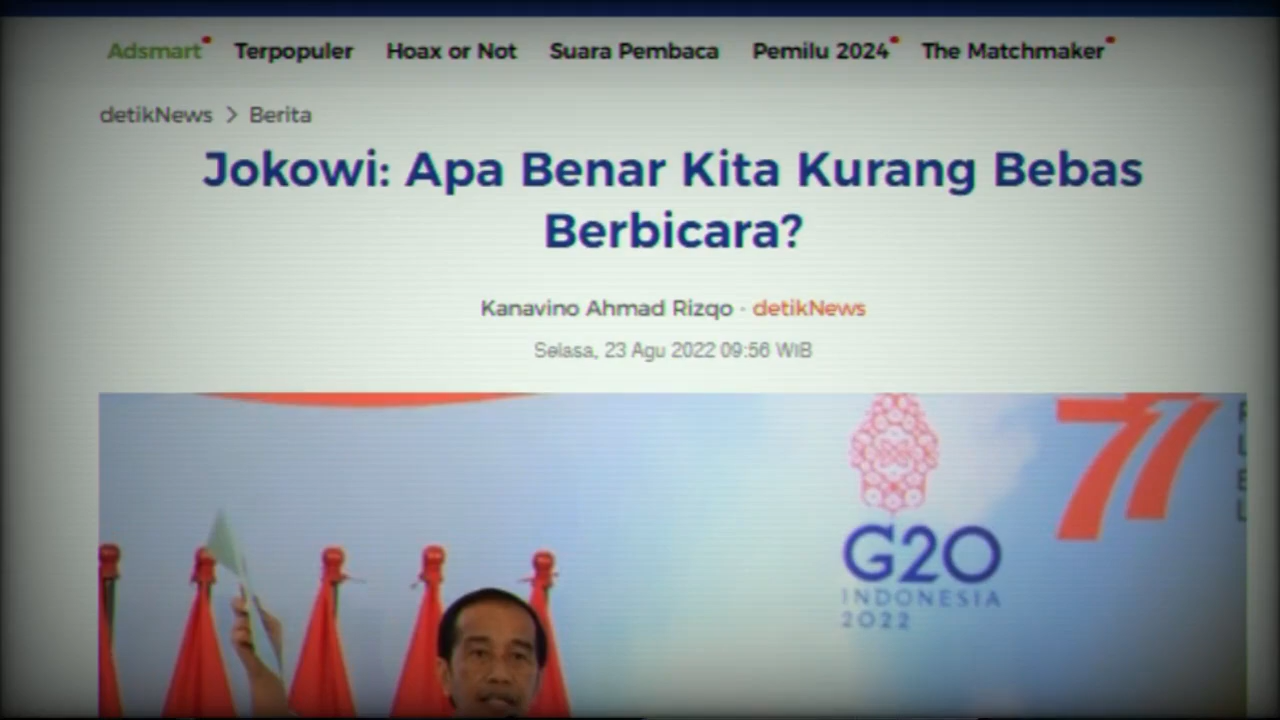 Adsmart Terpopuler Hoax or Not Suara Pembaca Pemilu 2024 The Matchmaker
detikNews > Berita
Jokowi: Apa Benar Kita Kurang Bebas
Berbicara?
Kanavino Ahmad Rizqo · detikNews
Selasa, 23 Agu 2022 09:56 WIB
77
G20
INDONESIA
2022